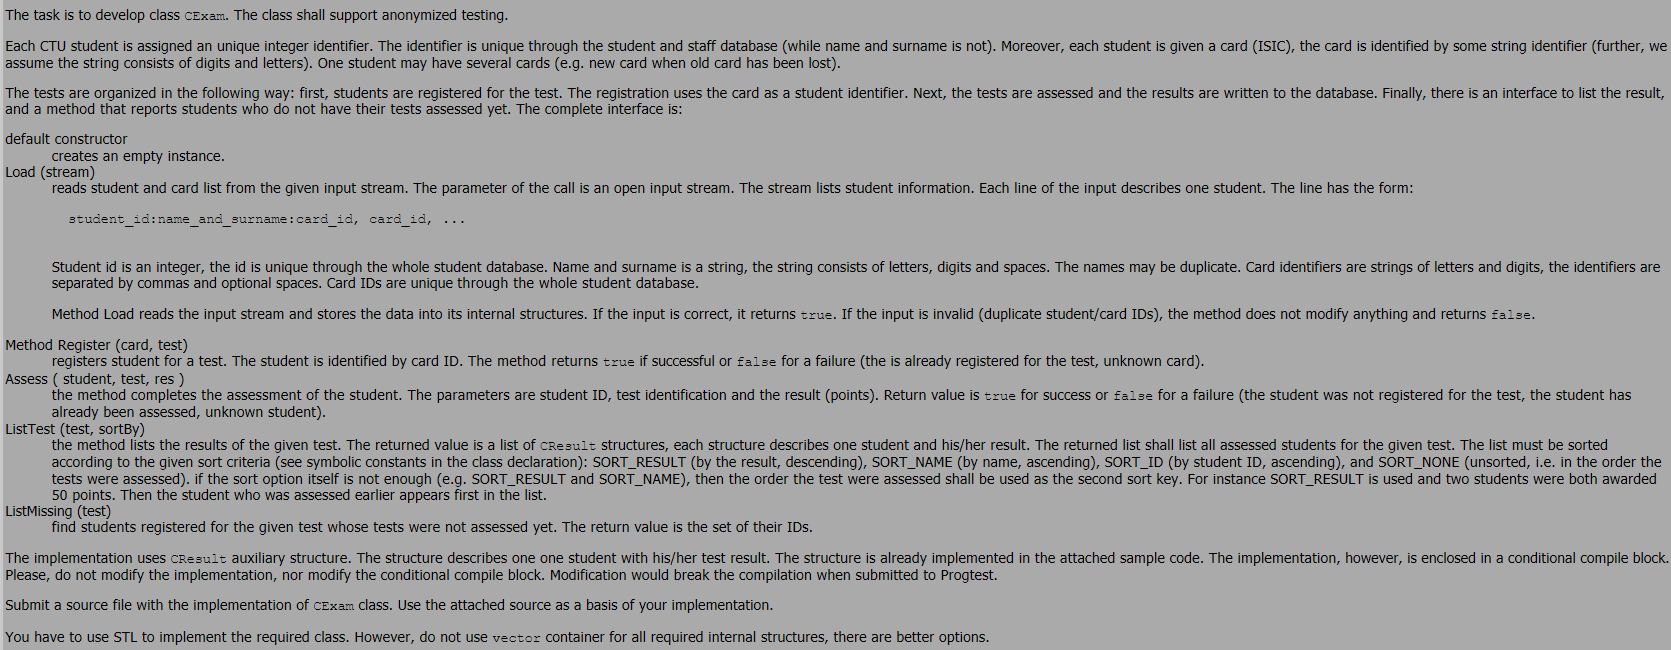 The task is to develop class CExam. The class shall support anonymized testing.
Each CTU student is assigned an unique integer identifier. The identifier is unique through the student and staff database (while name and surname is not). Moreover, each student is given a card (ISIC), the card is identified by some string identifier (further, we
assume the string consists of digits and letters). One student may have several cards (e.g. new card when old card has been lost).
The tests are organized in the following way: first, students are registered for the test. The registration uses the card as a student identifier. Next, the tests are assessed and the results are written to the database. Finally, there is an interface to list the result,
and a method that reports students who do not have their tests assessed yet. The complete interface is:
default constructor
creates an empty instance.
Load (stream)
reads student and card list from the given input stream. The parameter of the call is an open input stream. The stream lists student information. Each line of the input describes one student. The line has the form:
student_id:name_and_surname:card_id, card_id, ...
Student id is an integer, the id is unique through the whole student database. Name and surname is a string, the string consists of letters, digits and spaces. The names may be duplicate. Card identifiers are strings of letters and digits, the identifiers are
separated by commas and optional spaces. Card IDs are unique through the whole student database.
Method Load reads the input stream and stores the data into its internal structures. If the input is correct, it returns true. If the input is invalid (duplicate student/card IDs), the method does not modify anything and returns false.
Method Register (card, test)
registers student for a test. The student is identified by card ID. The method returns true if successful or false for a failure (the is already registered for the test, unknown card).
Assess ( student, test, res )
the method completes the assessment of the student. The parameters are student ID, test identification and the result (points). Return value is true for success or false for a failure (the student was not registered for the test, the student has
already been assessed, unknown student).
ListTest (test, sortBy)
the method lists the results of the given test. The returned value is a list of CResult structures, each structure describes one student and his/her result. The returned list shall list all assessed students for the given test. The list must be sorted
according to the given sort criteria (see symbolic constants in the class declaration): SORT_RESULT (by the result, descending), SORT_NAME (by name, ascending), SORT_ID (by student ID, ascending), and SORT_NONE (unsorted, i.e. in the order the
tests were assessed). if the sort option itself is not enough (e.g. SORT_RESULT and SORT_NAME), then the order the test were assessed shall be used as the second sort key. For instance SORT_RESULT is used and two students were both awarded
50 points. Then the student who was assessed earlier appears first in the list.
ListMissing (test)
find students registered for the given test whose tests were not assessed yet. The return value is the set of their IDs.
The implementation uses CResult auxiliary structure. The structure describes one one student with his/her test result. The structure is already implemented in the attached sample code. The implementation, however, is enclosed in a conditional compile block.
Please, do not modify the implementation, nor modify the conditional compile block. Modification would break the compilation when submitted to Progtest.
Submit a source file with the implementation of CExam class. Use the attached source as a basis of your implementation.
You have to use STL to implement the required class. However, do not use vector container for all required internal structures, there are better options.